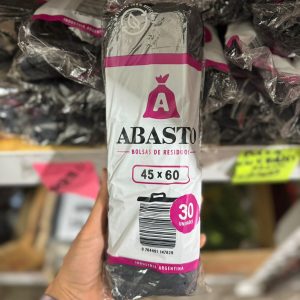 A
ABASTO
BOLSAS DE RESIDUOS
45 x 60
30
UNIDADES
INDUSTRIA ARGENTINA